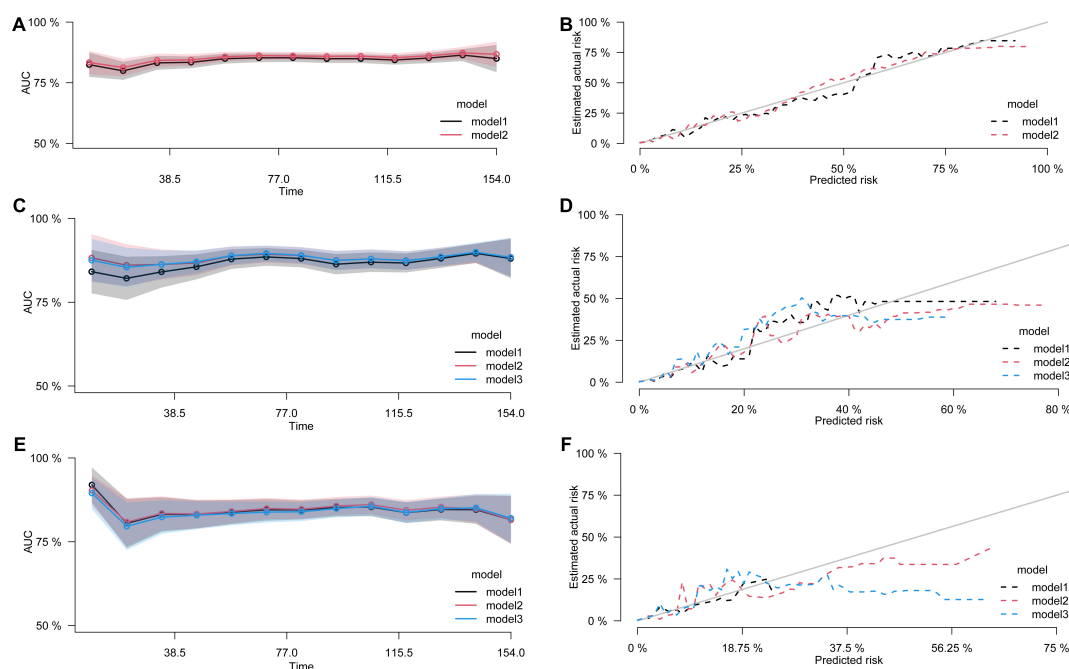 A
100 %
75 %
50 %
AUC
38.5
77.0
115.5
154.0
Time
model
model1
model2
B
100 %
75 %
50 %
25 %
0 %
Estimated actual risk
0 %
25 %
50 %
75 %
100 %
Predicted risk
model
model1
model2
C
100 %
75 %
50 %
AUC
38.5
77.0
115.5
154.0
Time
model
model1
model2
model3
D
100 %
75 %
50 %
25 %
0 %
Estimated actual risk
0 %
20 %
40 %
60 %
80 %
Predicted risk
model
model1
model2
model3
E
100 %
75 %
50 %
AUC
38.5
77.0
115.5
154.0
Time
model
model1
model2
model3
F
100 %
75 %
50 %
25 %
0 %
Estimated actual risk
0 %
18.75 %
37.5 %
56.25 %
75 %
Predicted risk
model
model1
model2
model3